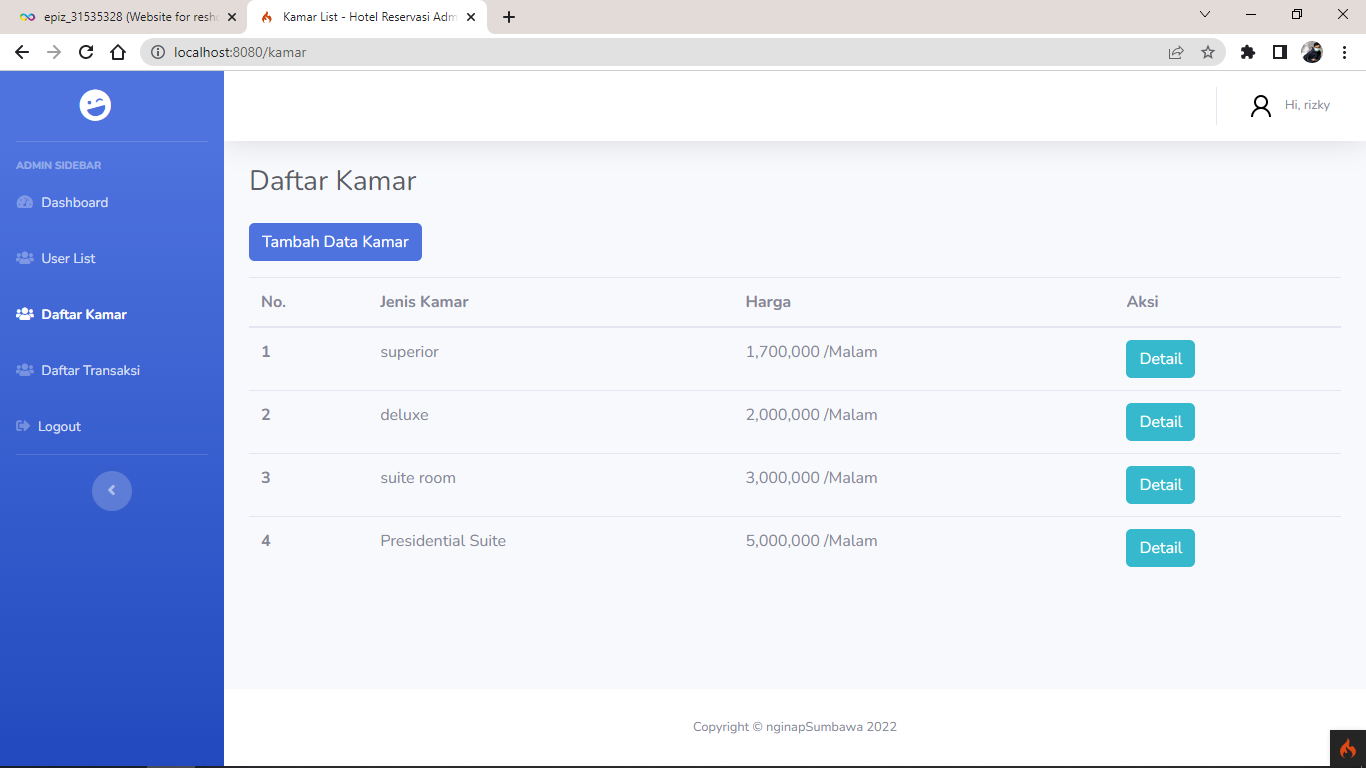 epiz_31535328 (Website for resh
Kamar List - Hotel Reservasi Adm
localhost:8080/kamar
Hi, rizky
ADMIN SIDEBAR
Dashboard
User List
Daftar Kamar
Daftar Transaksi
Logout
Daftar Kamar
Tambah Data Kamar
No. Jenis Kamar Harga Aksi
1 superior 1,700,000 /Malam Detail
2 deluxe 2,000,000 /Malam Detail
3 suite room 3,000,000 /Malam Detail
4 Presidential Suite 5,000,000 /Malam Detail
Copyright © nginapSumbawa 2022